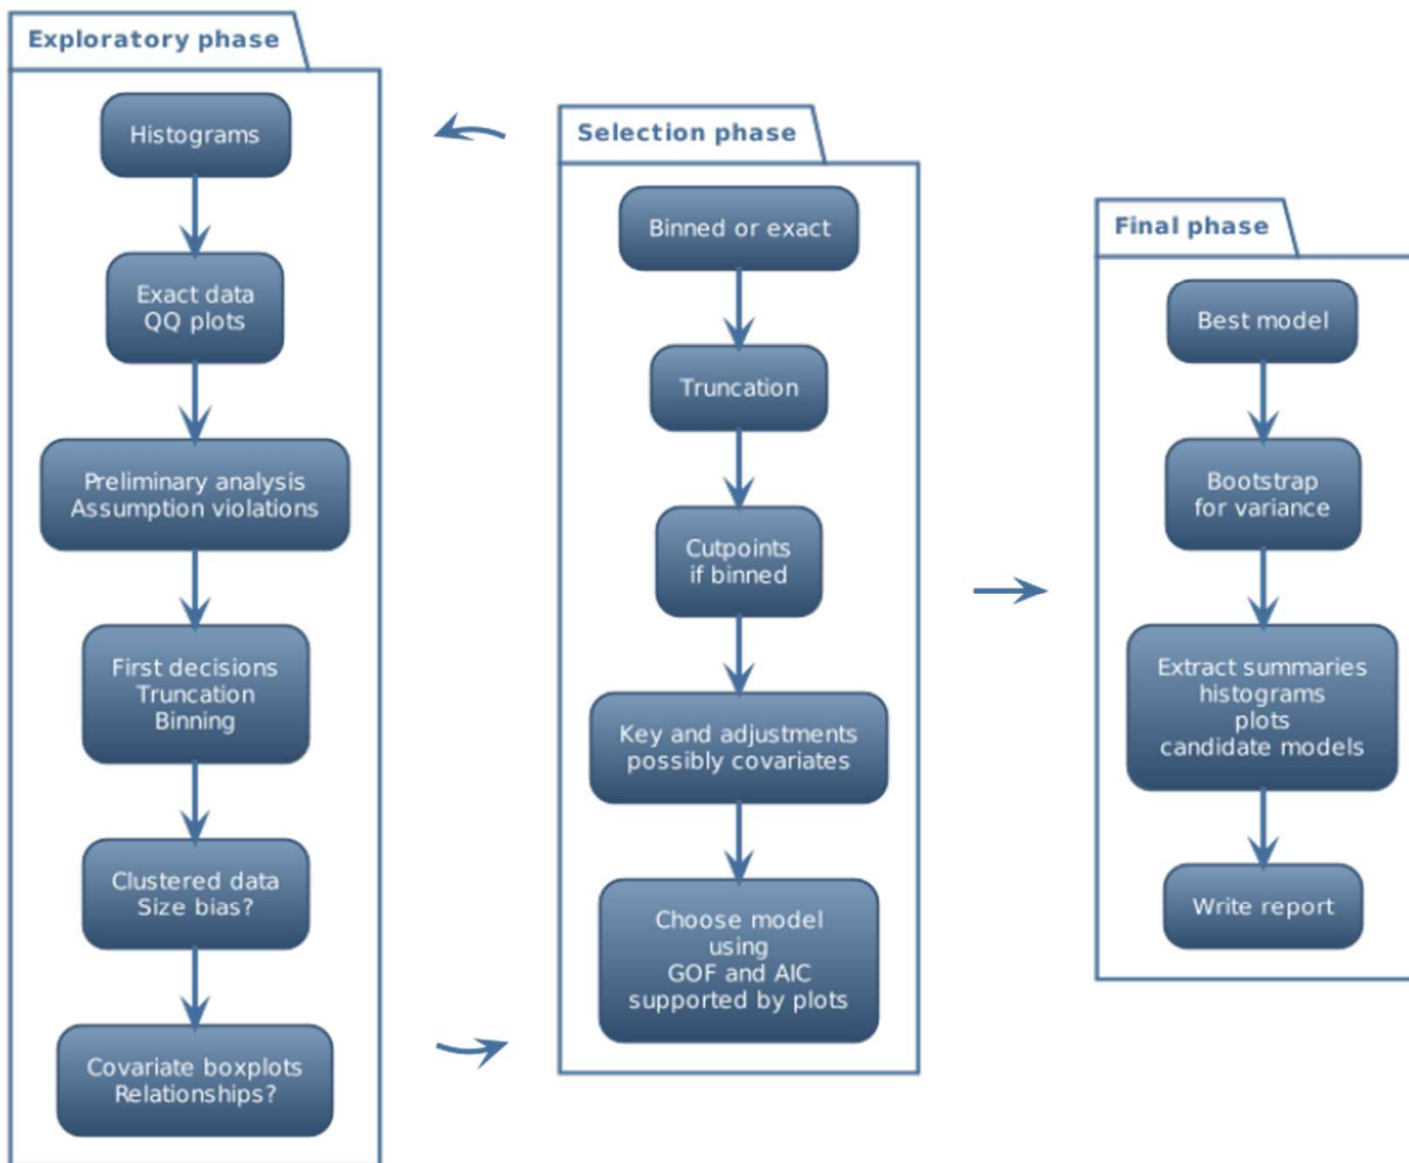 Exploratory phase
Histograms
Exact data
QQ plots
Preliminary analysis
Assumption violations
First decisions
Truncation
Binning
Clustered data
Size bias?
Covariate boxplots
Relationships?
Selection phase
Binned or exact
Truncation
Cutpoints
if binned
Key and adjustments
possibly covariates
Choose model
using
GOF and AIC
supported by plots
Final phase
Best model
Bootstrap
for variance
Extract summaries
histograms
plots
candidate models
Write report